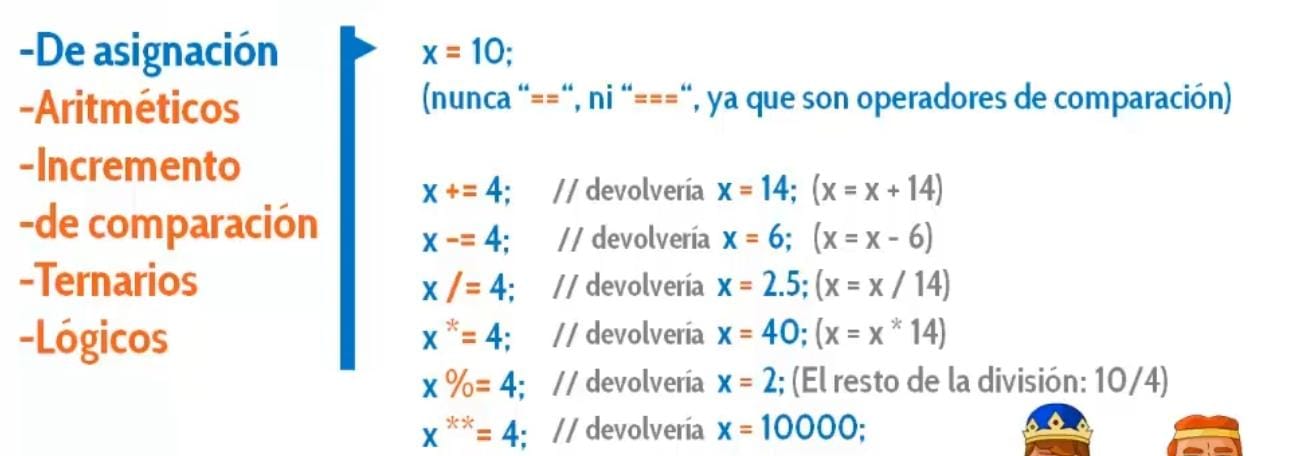 -De asignación
-Aritméticos
-Incremento
-de comparación
-Ternarios
-Lógicos
x = 10;
(nunca “==“, ni “===“, ya que son operadores de comparación)
x += 4; // devolvería x = 14; (x = x + 14)
x -= 4; // devolvería x = 6; (x = x - 6)
x /= 4; // devolvería x = 2.5; (x = x / 14)
x *= 4; // devolvería x = 40; (x = x * 14)
x %= 4; // devolvería x = 2; (El resto de la división: 10/4)
x **= 4; // devolvería x = 10000;